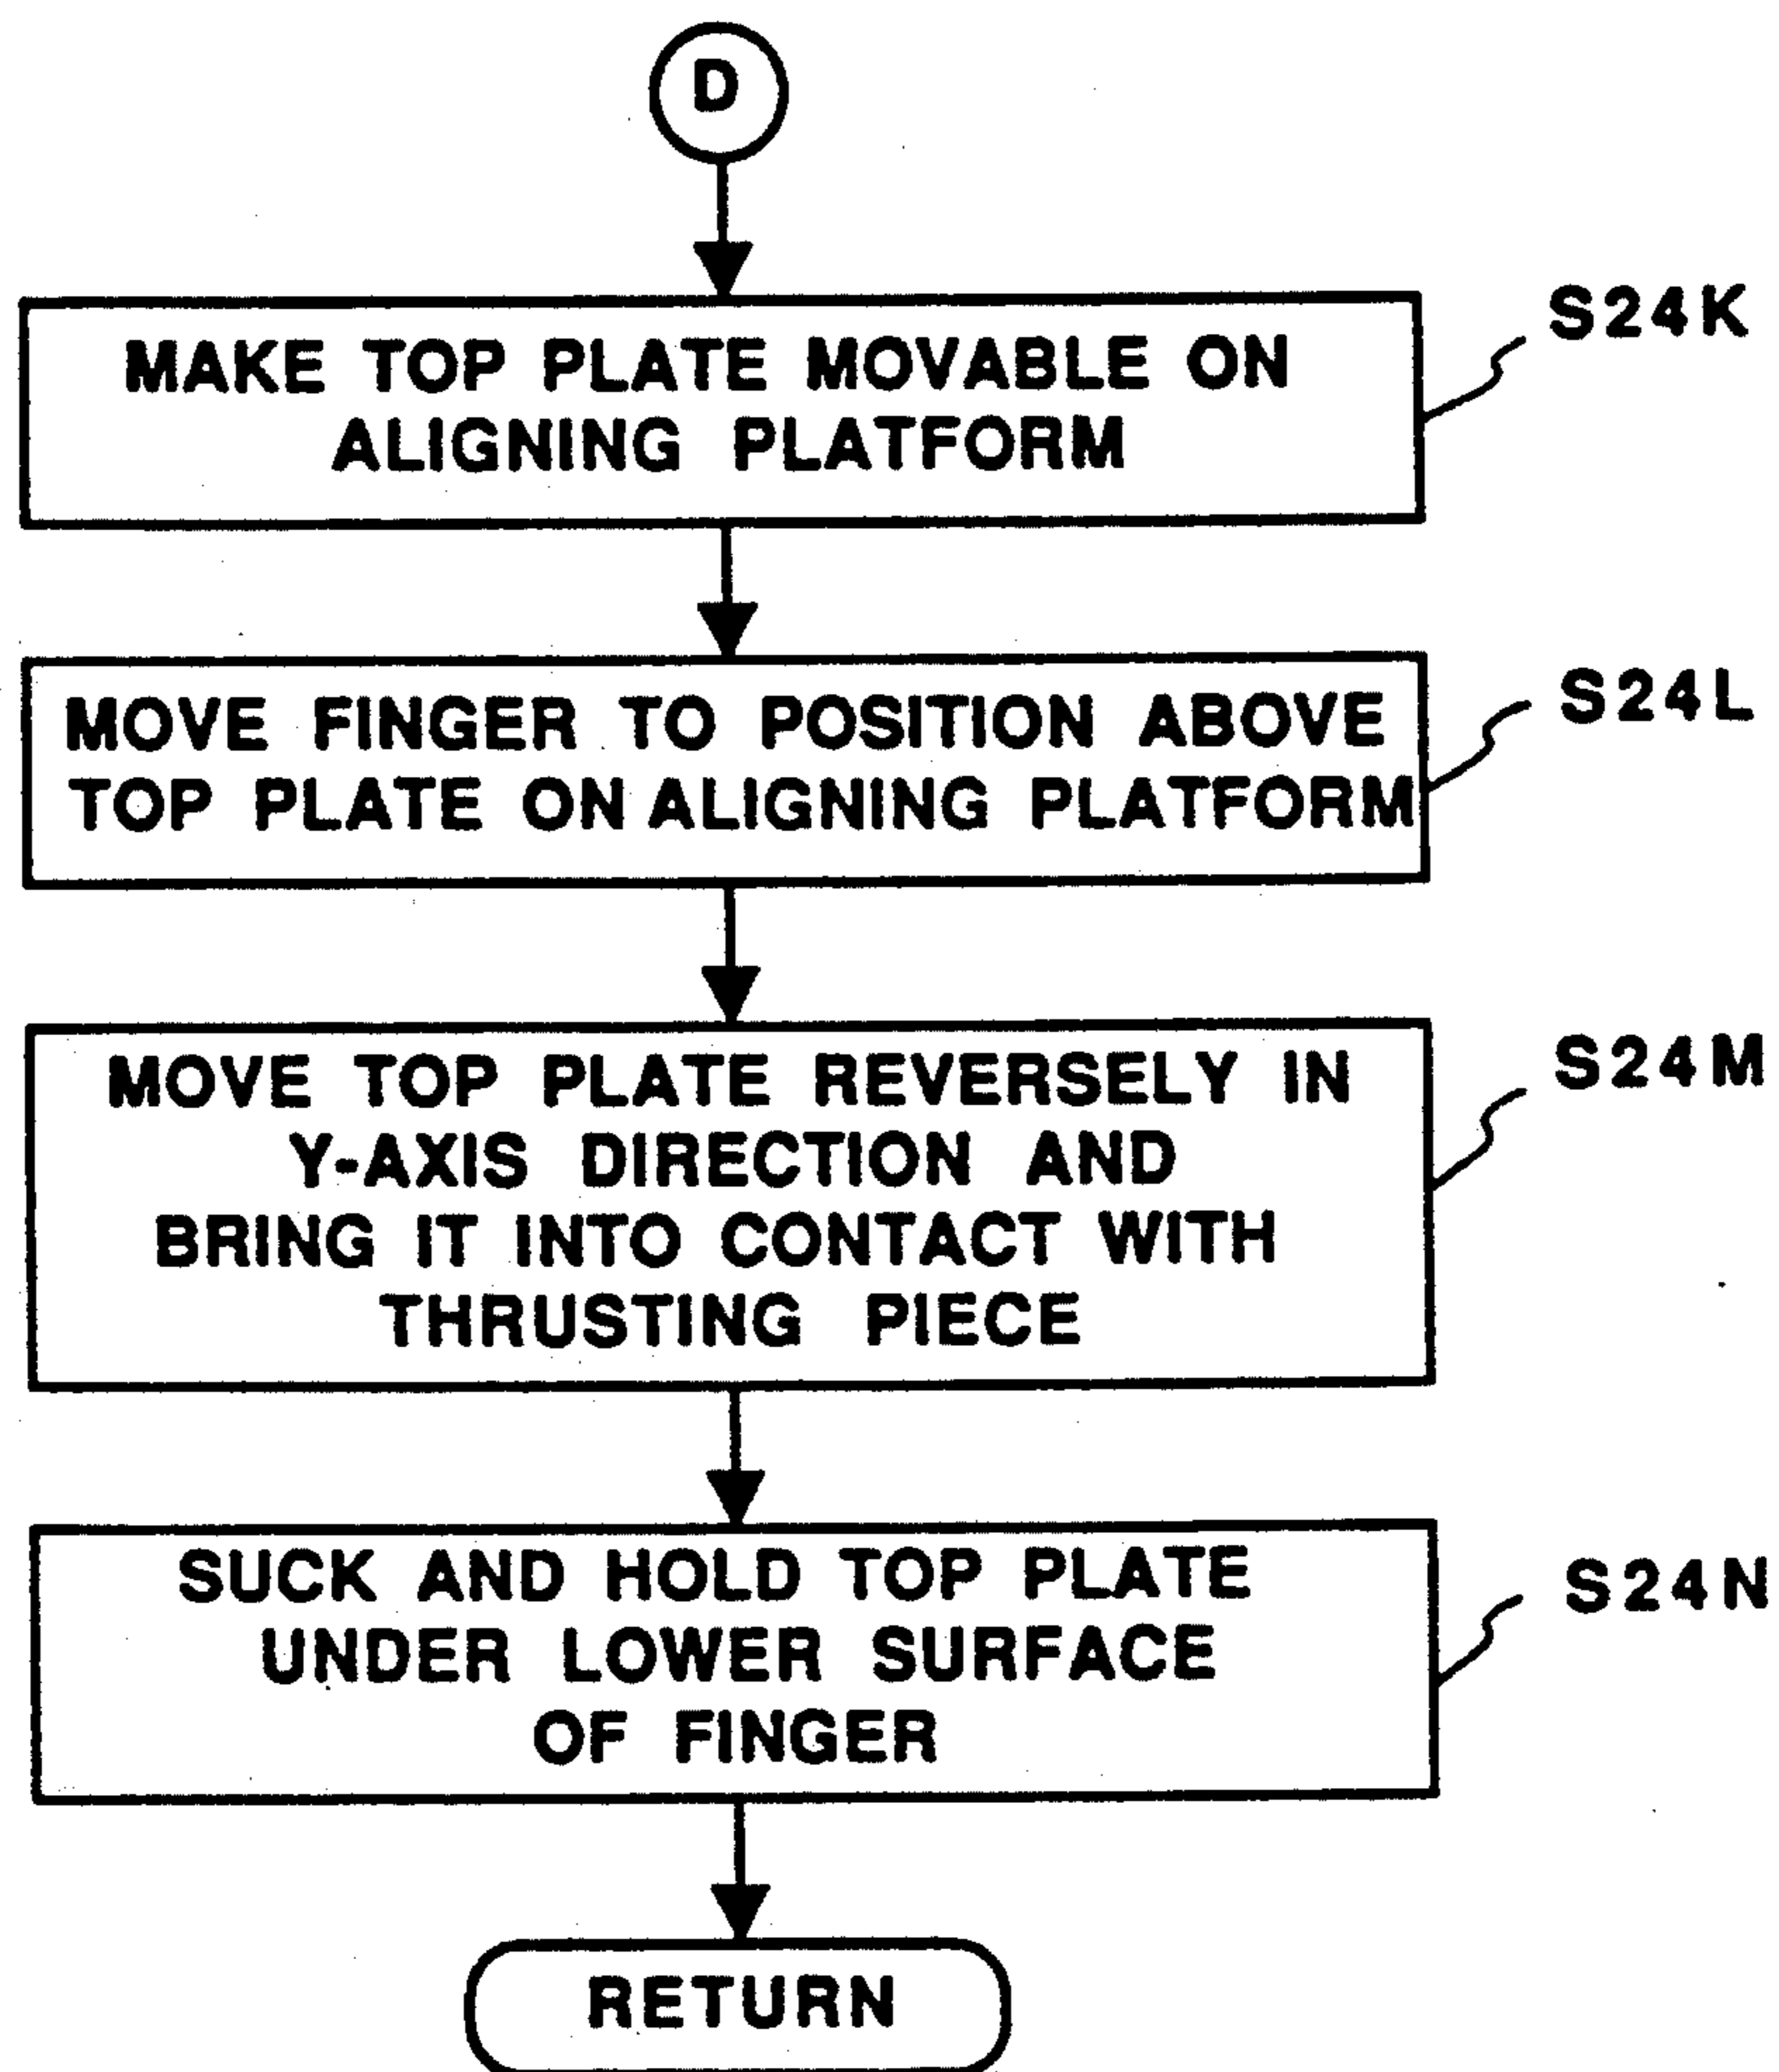 D
MAKE TOP PLATE MOVABLE ON
ALIGNING PLATFORM
S24K
MOVE FINGER TO POSITION ABOVE
TOP PLATE ON ALIGNING PLATFORM
S24L
MOVE TOP PLATE REVERSELY IN
Y-AXIS DIRECTION AND
BRING IT INTO CONTACT WITH
THRUSTING PIECE
S24M
SUCK AND HOLD TOP PLATE
UNDER LOWER SURFACE
OF FINGER
S24N
RETURN